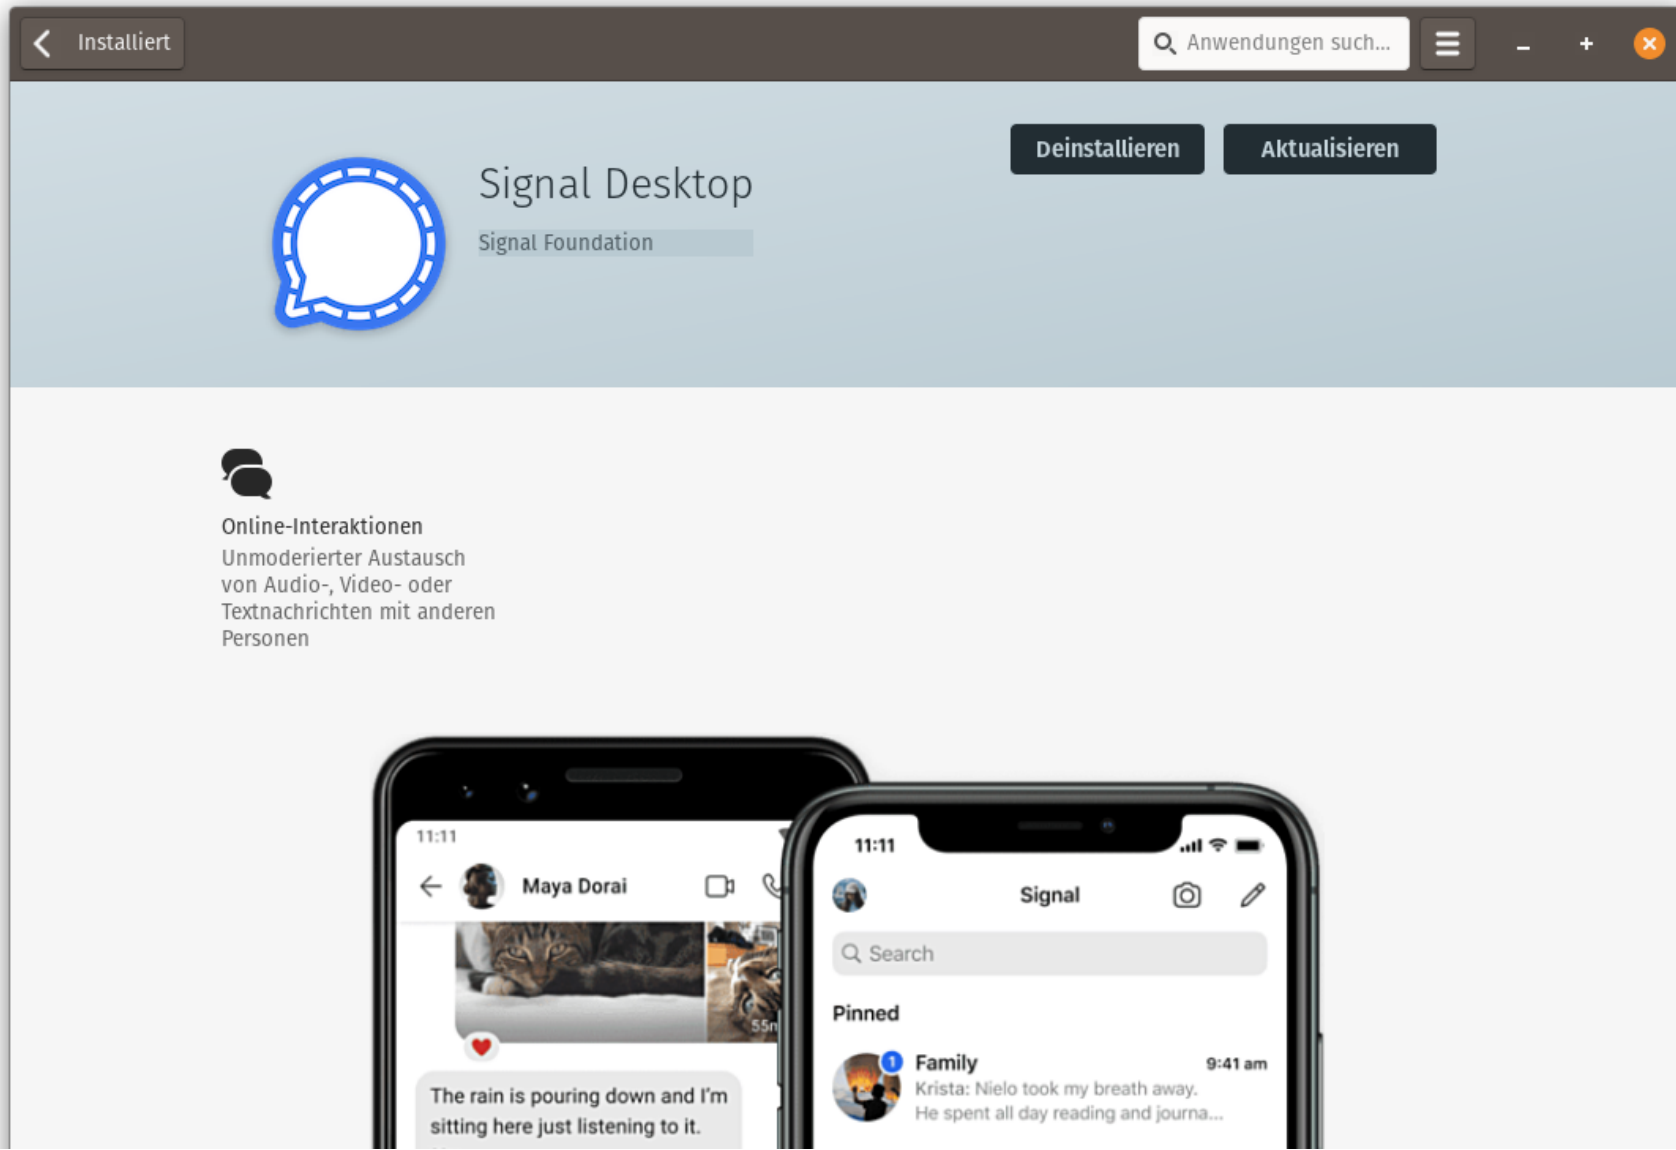 Installiert
Anwendungen such...
Signal Desktop
Signal Foundation
Deinstallieren
Aktualisieren
Online-Interaktionen
Unmoderierter Austausch
von Audio-, Video- oder
Textnachrichten mit anderen
Personen
11:11
Maya Dorai
The rain is pouring down and I'm
sitting here just listening to it.
11:11
Signal
Search
Pinned
1
Family
9:41 am
Krista: Nielo took my breath away.
He spent all day reading and journa...